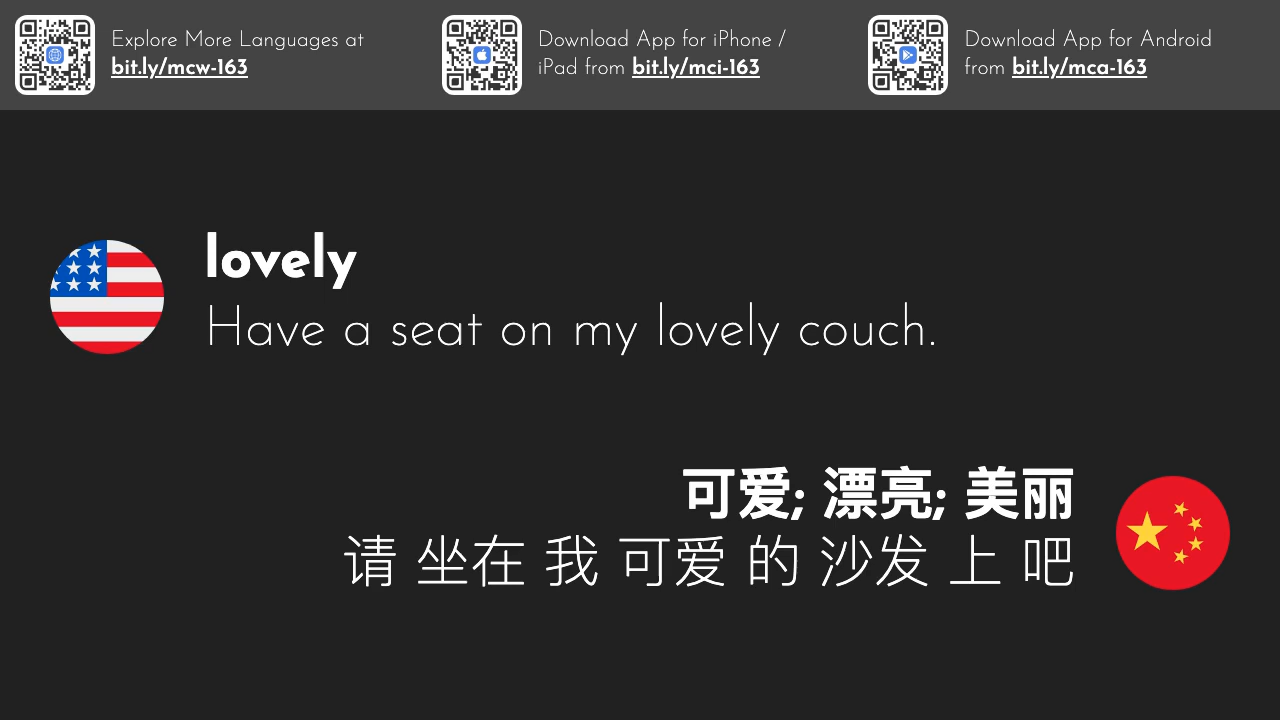 Explore More Languages at
bit.ly/mcw-163
Download App for iPhone /
iPad from bit.ly/mci-163
Download App for Android
from bit.ly/mca-163
lovely
Have a seat on my lovely couch.
可爱; 漂亮; 美丽
请 坐在 我 可爱 的 沙发 上 吧